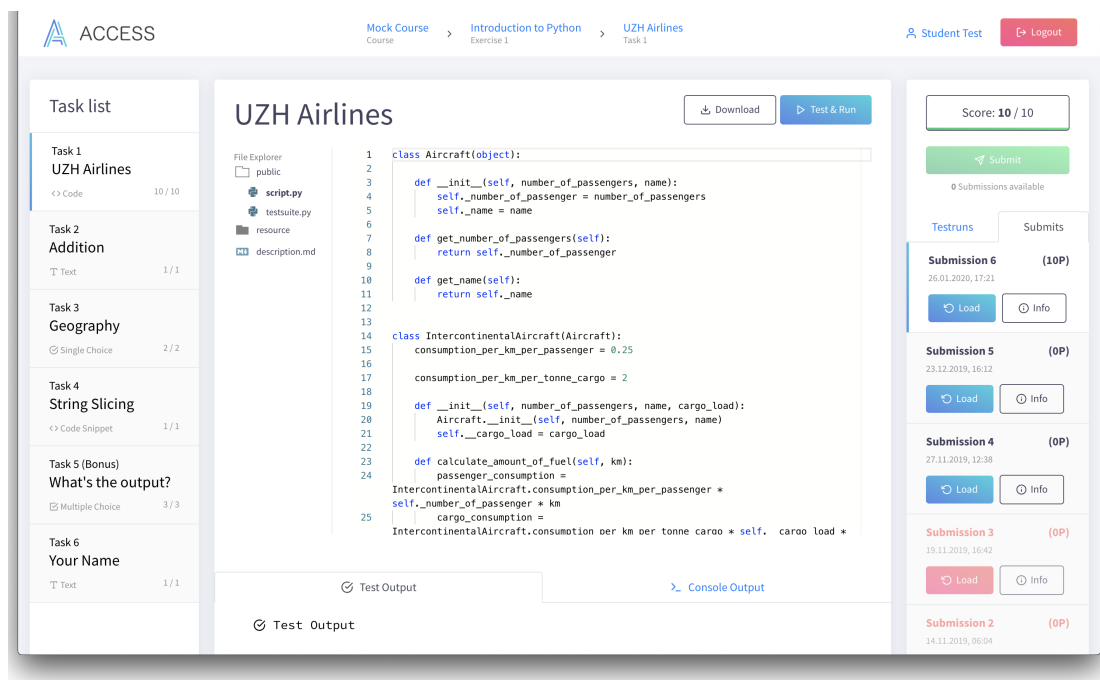 ACCESS
Mock Course
Course
Introduction to Python
Exercise 1
UZH Airlines
Task 1
Student Test
Logout
Task list
Task 1
UZH Airlines
<> Code 10 / 10
Task 2
Addition
T Text 1 / 1
Task 3
Geography
Single Choice 2 / 2
Task 4
String Slicing
<> Code Snippet 1 / 1
Task 5 (Bonus)
What's the output?
Multiple Choice 3 / 3
Task 6
Your Name
T Text 1 / 1
UZH Airlines
Download
Test & Run
File Explorer
public
script.py
testsuite.py
resource
description.md
1 class Aircraft(object):
2
3 def __init__(self, number_of_passengers, name):
4 self._number_of_passenger = number_of_passengers
5 self._name = name
6
7 def get_number_of_passengers(self):
8 return self._number_of_passenger
9
10 def get_name(self):
11 return self._name
12
13
14 class IntercontinentalAircraft(Aircraft):
15 consumption_per_km_per_passenger = 0.25
16
17 consumption_per_km_per_tonne_cargo = 2
18
19 def __init__(self, number_of_passengers, name, cargo_load):
20 Aircraft.__init__(self, number_of_passengers, name)
21 self.__cargo_load = cargo_load
22
23 def calculate_amount_of_fuel(self, km):
24 passenger_consumption =
IntercontinentalAircraft.consumption_per_km_per_passenger *
self._number_of_passenger * km
25 cargo_consumption =
IntercontinentalAircraft.consumption_per_km_per_tonne_cargo * self.__cargo_load *
Test Output
>_ Console Output
Test Output
Score: 10 / 10
Submit
0 Submissions available
Testruns
Submits
Submission 6 (10P)
26.01.2020, 17:21
Load
Info
Submission 5 (0P)
23.12.2019, 16:12
Load
Info
Submission 4 (0P)
27.11.2019, 12:38
Load
Info
Submission 3 (0P)
19.11.2019, 16:42
Load
Info
Submission 2 (0P)
14.11.2019, 06:04